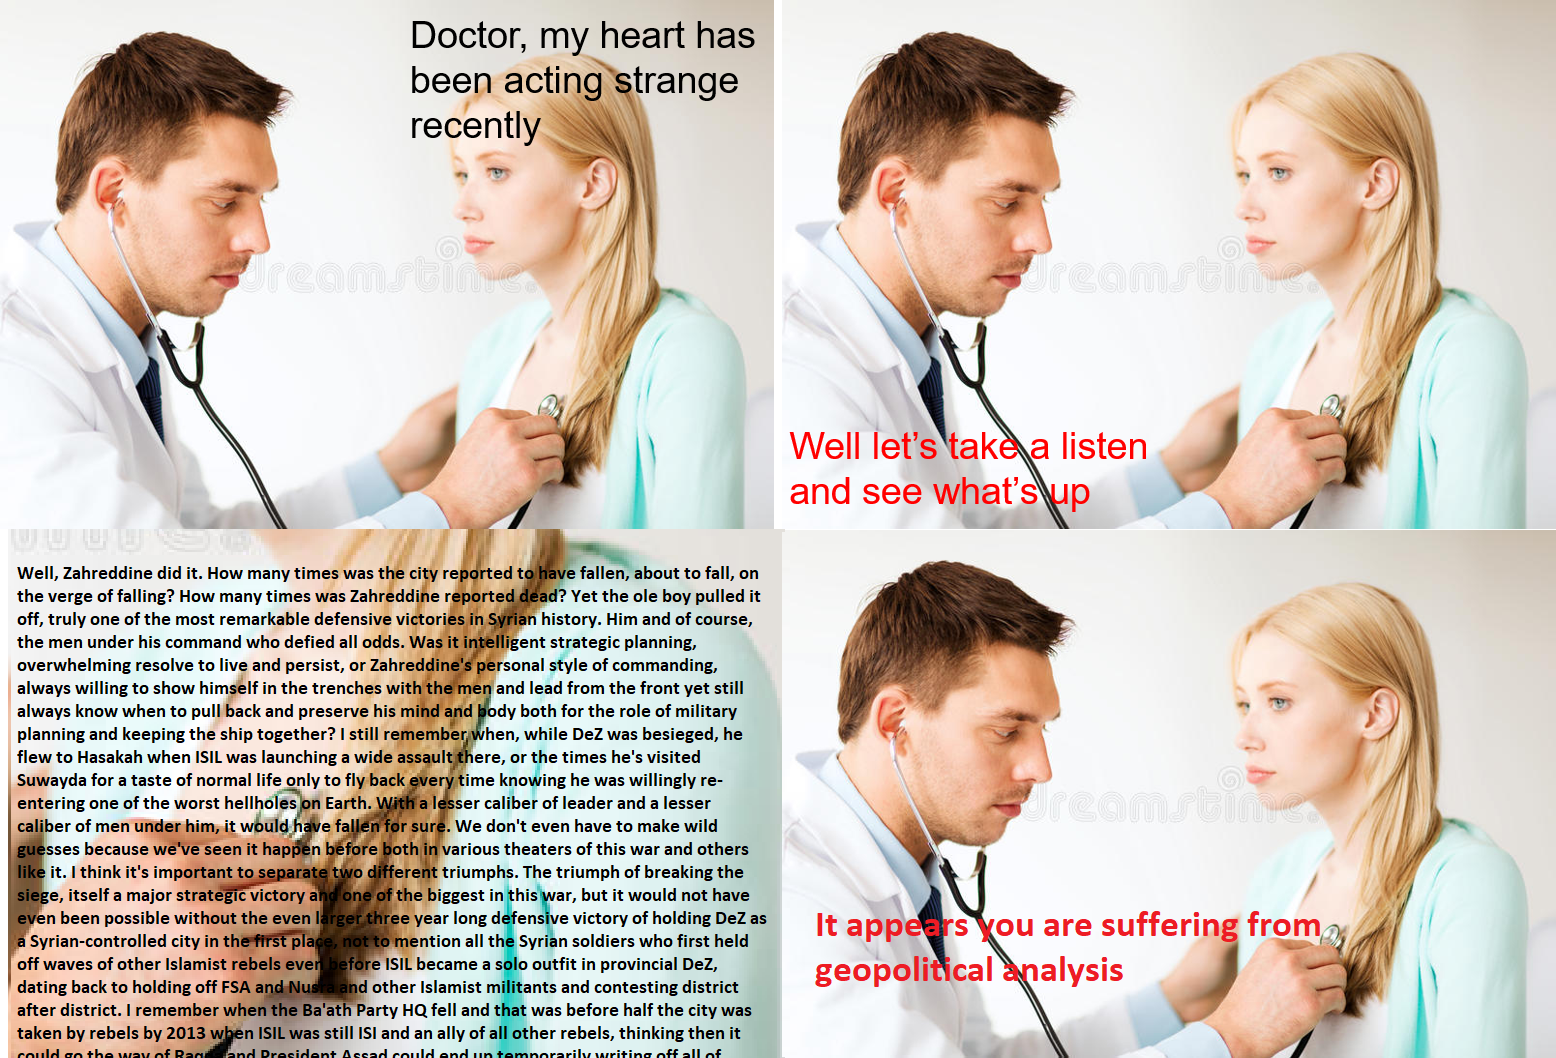 Doctor, my heart has
been acting strange
recently
dreamstime.
Well let's take a listen
and see what's up
dreamstime.
Well, Zahreddine did it. How many times was the city reported to have fallen, about to fall, on
the verge of falling? How many times was Zahreddine reported dead? Yet the ole boy pulled it
off, truly one of the most remarkable defensive victories in Syrian history. Him and of course,
the men under his command who defied all odds. Was it intelligent strategic planning,
overwhelming resolve to live and persist, or Zahreddine's personal style of commanding,
always willing to show himself in the trenches with the men and lead from the front yet still
always know when to pull back and preserve his mind and body both for the role of military
planning and keeping the ship together? I still remember when, while DeZ was besieged, he
flew to Hasakah when ISIL was launching a wide assault there, or the times he's visited
Suwayda for a taste of normal life only to fly back every time knowing he was willingly re-
entering one of the worst hellholes on Earth. With a lesser caliber of leader and a lesser
caliber of men under him, it would have fallen for sure. We don't even have to make wild
guesses because we've seen it happen before both in various theaters of this war and others
like it. I think it's important to separate two different triumphs. The triumph of breaking the
siege, itself a major strategic victory and one of the biggest in this war, but it would not have
even been possible without the even larger three year long defensive victory of holding DeZ as
a Syrian-controlled city in the first place, not to mention all the Syrian soldiers who first held
off waves of other Islamist rebels even before ISIL became a solo outfit in provincial DeZ,
dating back to holding off FSA and Nusra and other Islamist militants and contesting district
after district. I remember when the Ba'ath Party HQ fell and that was before half the city was
taken by rebels by 2013 when ISIL was still ISI and an ally of all other rebels, thinking then it
could go the way of Raqqa and President Assad could end up temporarily writing off all of
dreamstime.
It appears you are suffering from
geopolitical analysis